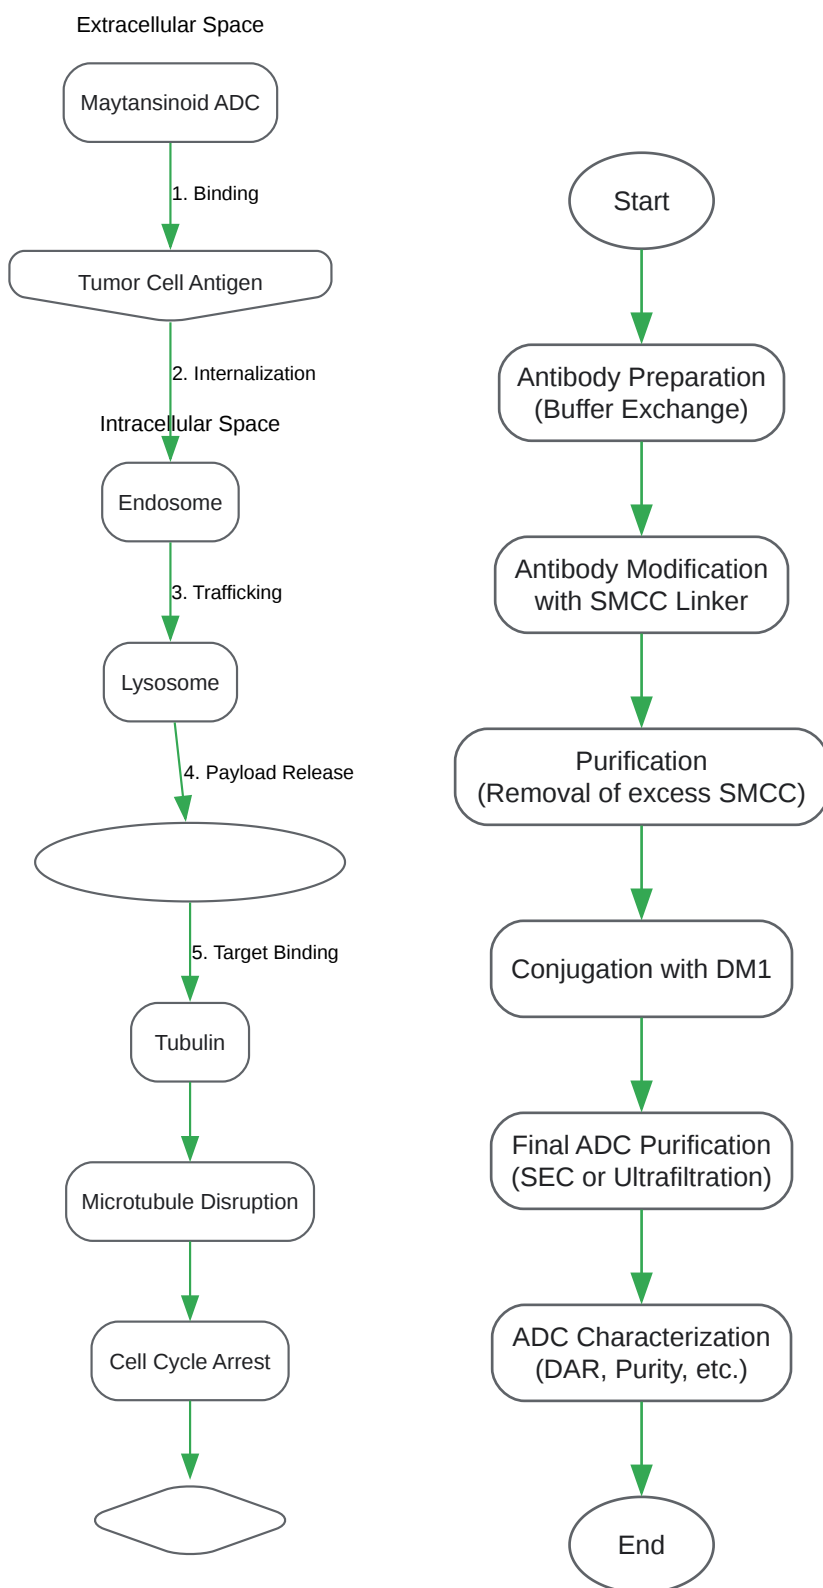 Extracellular Space
Maytansinoid ADC
1. Binding
Tumor Cell Antigen
2. Internalization
Intracellular Space
Endosome
3. Trafficking
Lysosome
4. Payload Release
5. Target Binding
Tubulin
Microtubule Disruption
Cell Cycle Arrest
Start
Antibody Preparation
(Buffer Exchange)
Antibody Modification
with SMCC Linker
Purification
(Removal of excess SMCC)
Conjugation with DM1
Final ADC Purification
(SEC or Ultrafiltration)
ADC Characterization
(DAR, Purity, etc.)
End